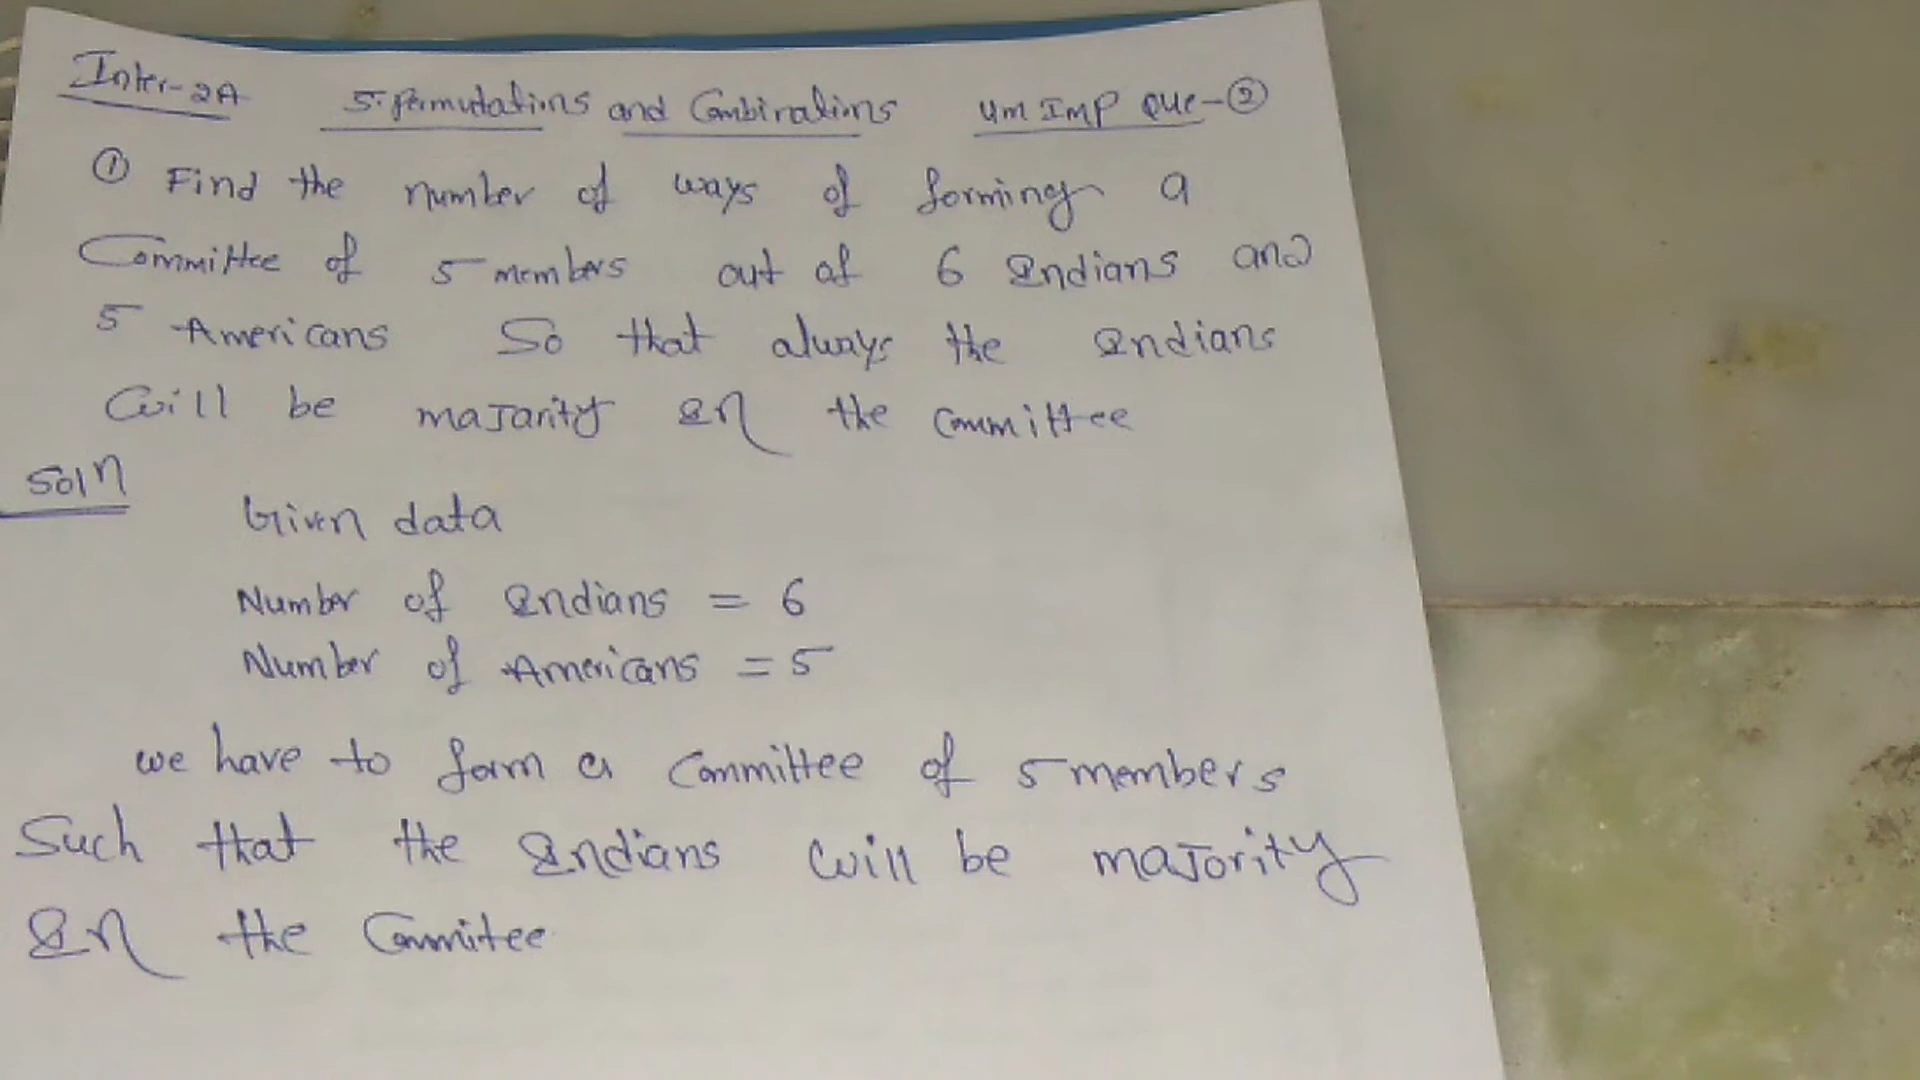 Inter-2A 5. Permutations and Combinations 4m Imp Que-②
① Find the number of ways of forming a
Committee of 5 members out of 6 Indians and
5 Americans So that always the Indians
Will be majarity In the committee
Soln
Given data
Number of Indians = 6
Number of Americans = 5
we have to form a Committee of 5 members
Such that the Indians will be majority
In the Commitee